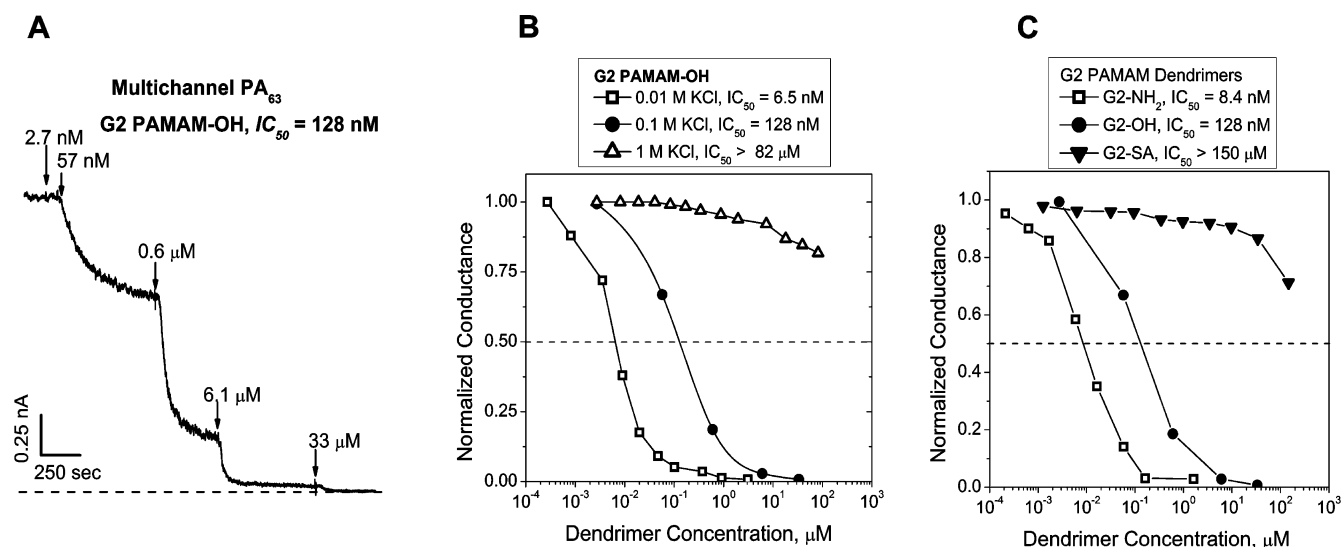 A
Multichannel PA₆₃
G2 PAMAM-OH, IC₅₀ = 128 nM
2.7 nM
57 nM
0.6 μM
6.1 μM
33 μM
0.25 nA
250 sec
B
G2 PAMAM-OH
0.01 M KCl, IC₅₀ = 6.5 nM
0.1 M KCl, IC₅₀ = 128 nM
1 M KCl, IC₅₀ > 82 μM
Normalized Conductance
1.00
0.75
0.50
0.25
0.00
10⁻⁴ 10⁻³ 10⁻² 10⁻¹ 10⁰ 10¹ 10² 10³
Dendrimer Concentration, μM
C
G2 PAMAM Dendrimers
G2-NH₂, IC₅₀ = 8.4 nM
G2-OH, IC₅₀ = 128 nM
G2-SA, IC₅₀ > 150 μM
Normalized Conductance
1.0
0.8
0.6
0.4
0.2
0.0
10⁻⁴ 10⁻³ 10⁻² 10⁻¹ 10⁰ 10¹ 10² 10³
Dendrimer Concentration, μM